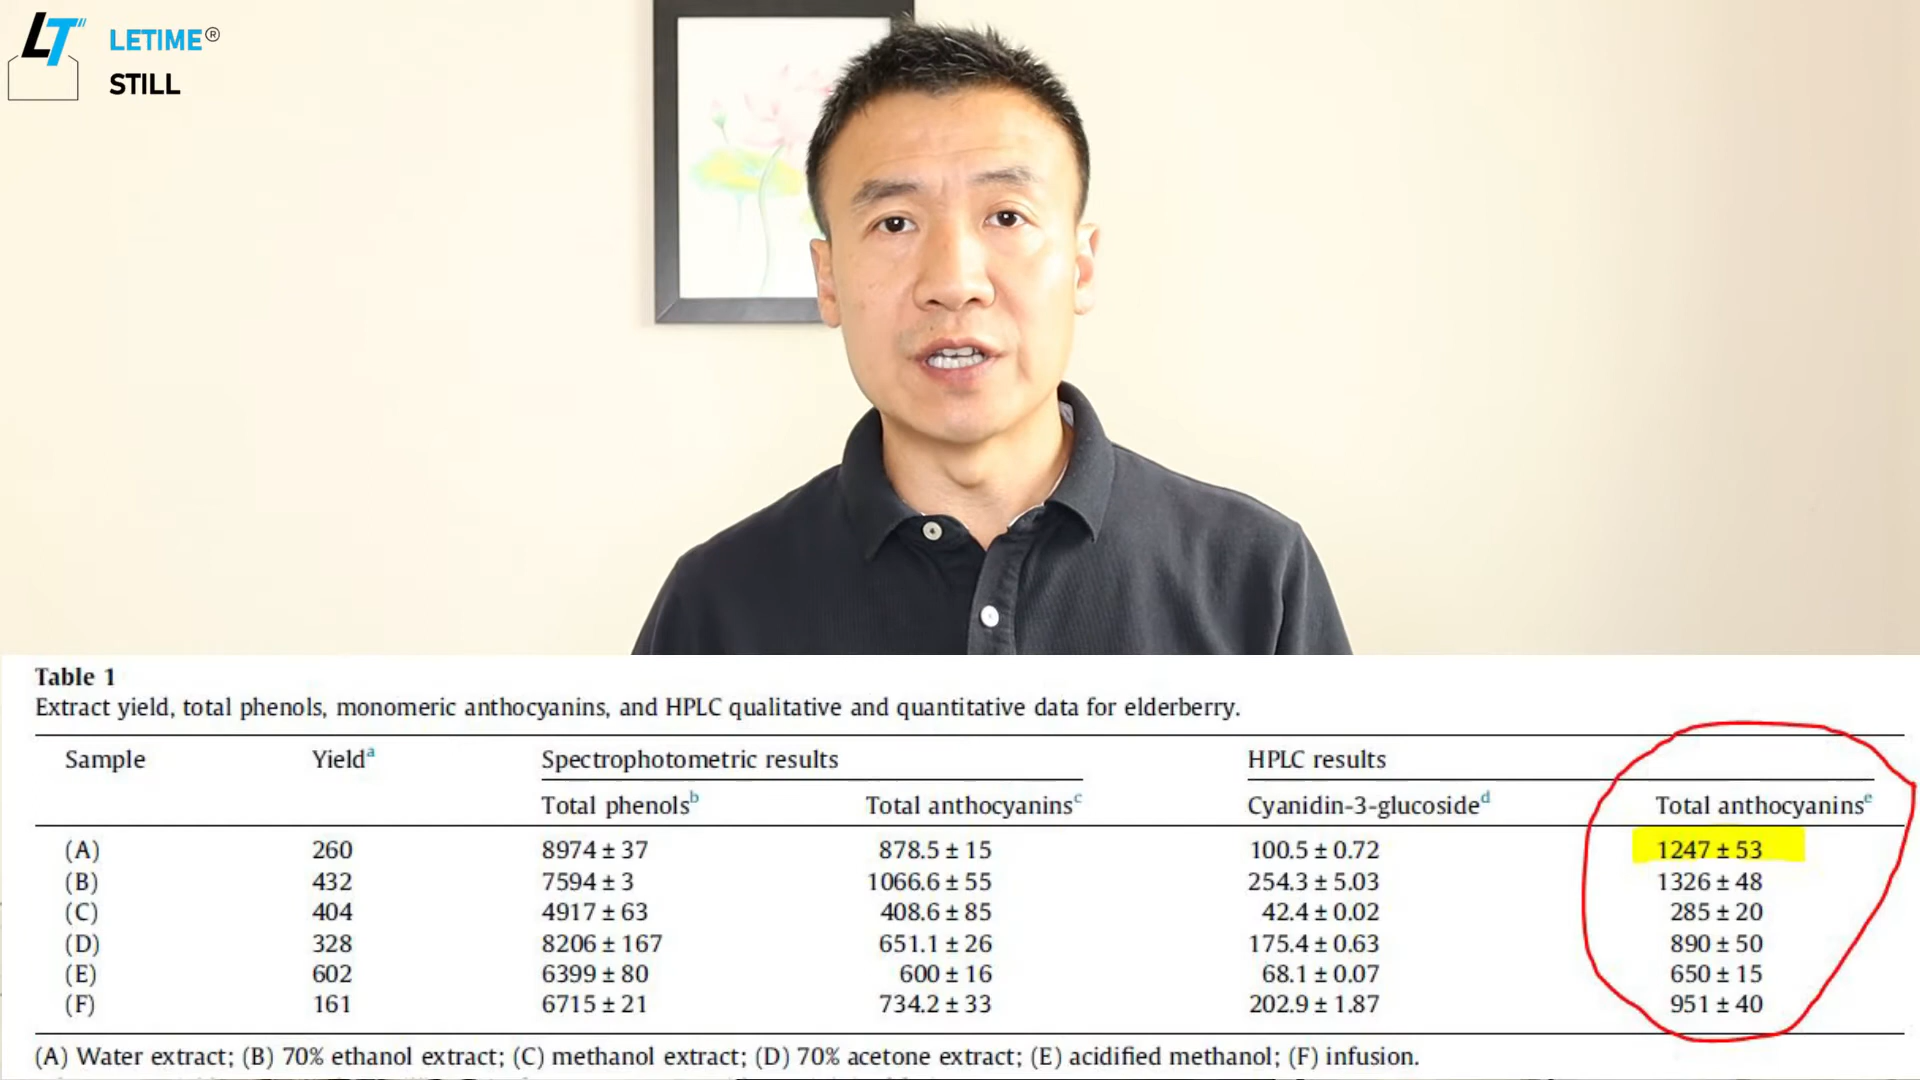 LT LETIME®
STILL
Table 1
Extract yield, total phenols, monomeric anthocyanins, and HPLC qualitative and quantitative data for elderberry.
Sample Yieldᵃ Spectrophotometric results HPLC results
Total phenolsᵇ Total anthocyaninsᶜ Cyanidin-3-glucosideᵈ Total anthocyaninsᵉ
(A) 260 8974 ± 37 878.5 ± 15 100.5 ± 0.72 1247 ± 53
(B) 432 7594 ± 3 1066.6 ± 55 254.3 ± 5.03 1326 ± 48
(C) 404 4917 ± 63 408.6 ± 85 42.4 ± 0.02 285 ± 20
(D) 328 8206 ± 167 651.1 ± 26 175.4 ± 0.63 890 ± 50
(E) 602 6399 ± 80 600 ± 16 68.1 ± 0.07 650 ± 15
(F) 161 6715 ± 21 734.2 ± 33 202.9 ± 1.87 951 ± 40
(A) Water extract; (B) 70% ethanol extract; (C) methanol extract; (D) 70% acetone extract; (E) acidified methanol; (F) infusion.